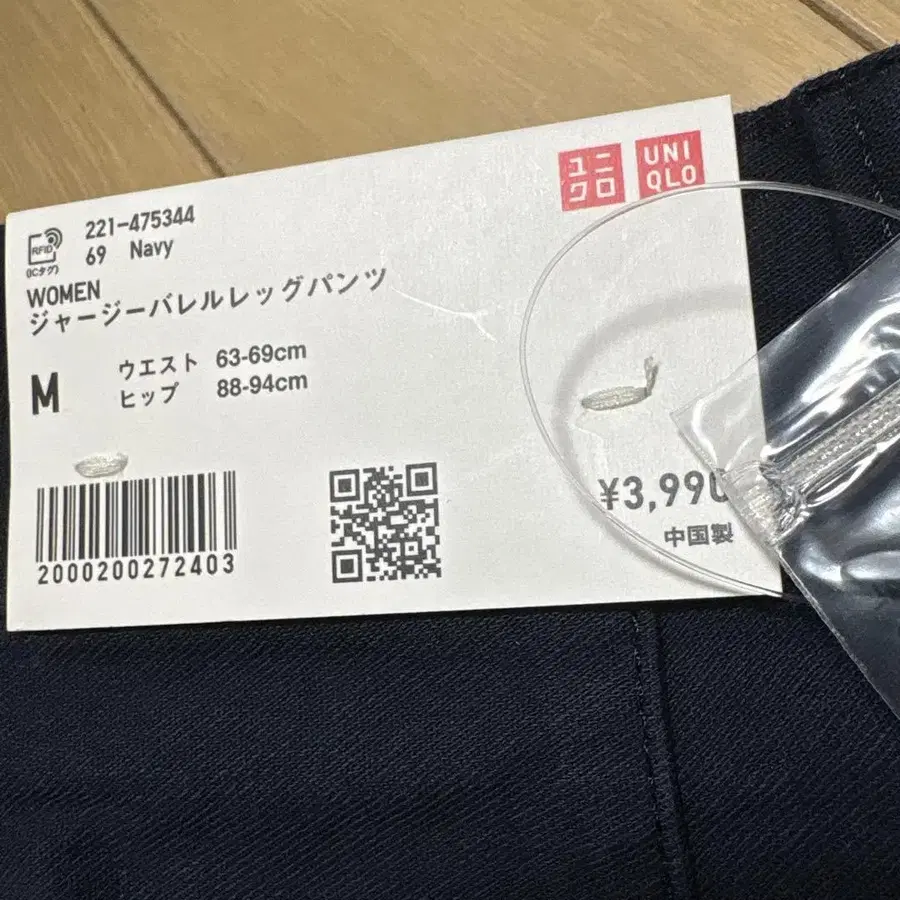 ユニ
クロ
UNI
QLO
RFID
(ICタグ)
221-475344
69 Navy
WOMEN
ジャージーバレルレッグパンツ
M
ウエスト 63-69cm
ヒップ 88-94cm
2000200272403
¥3,990
中国製